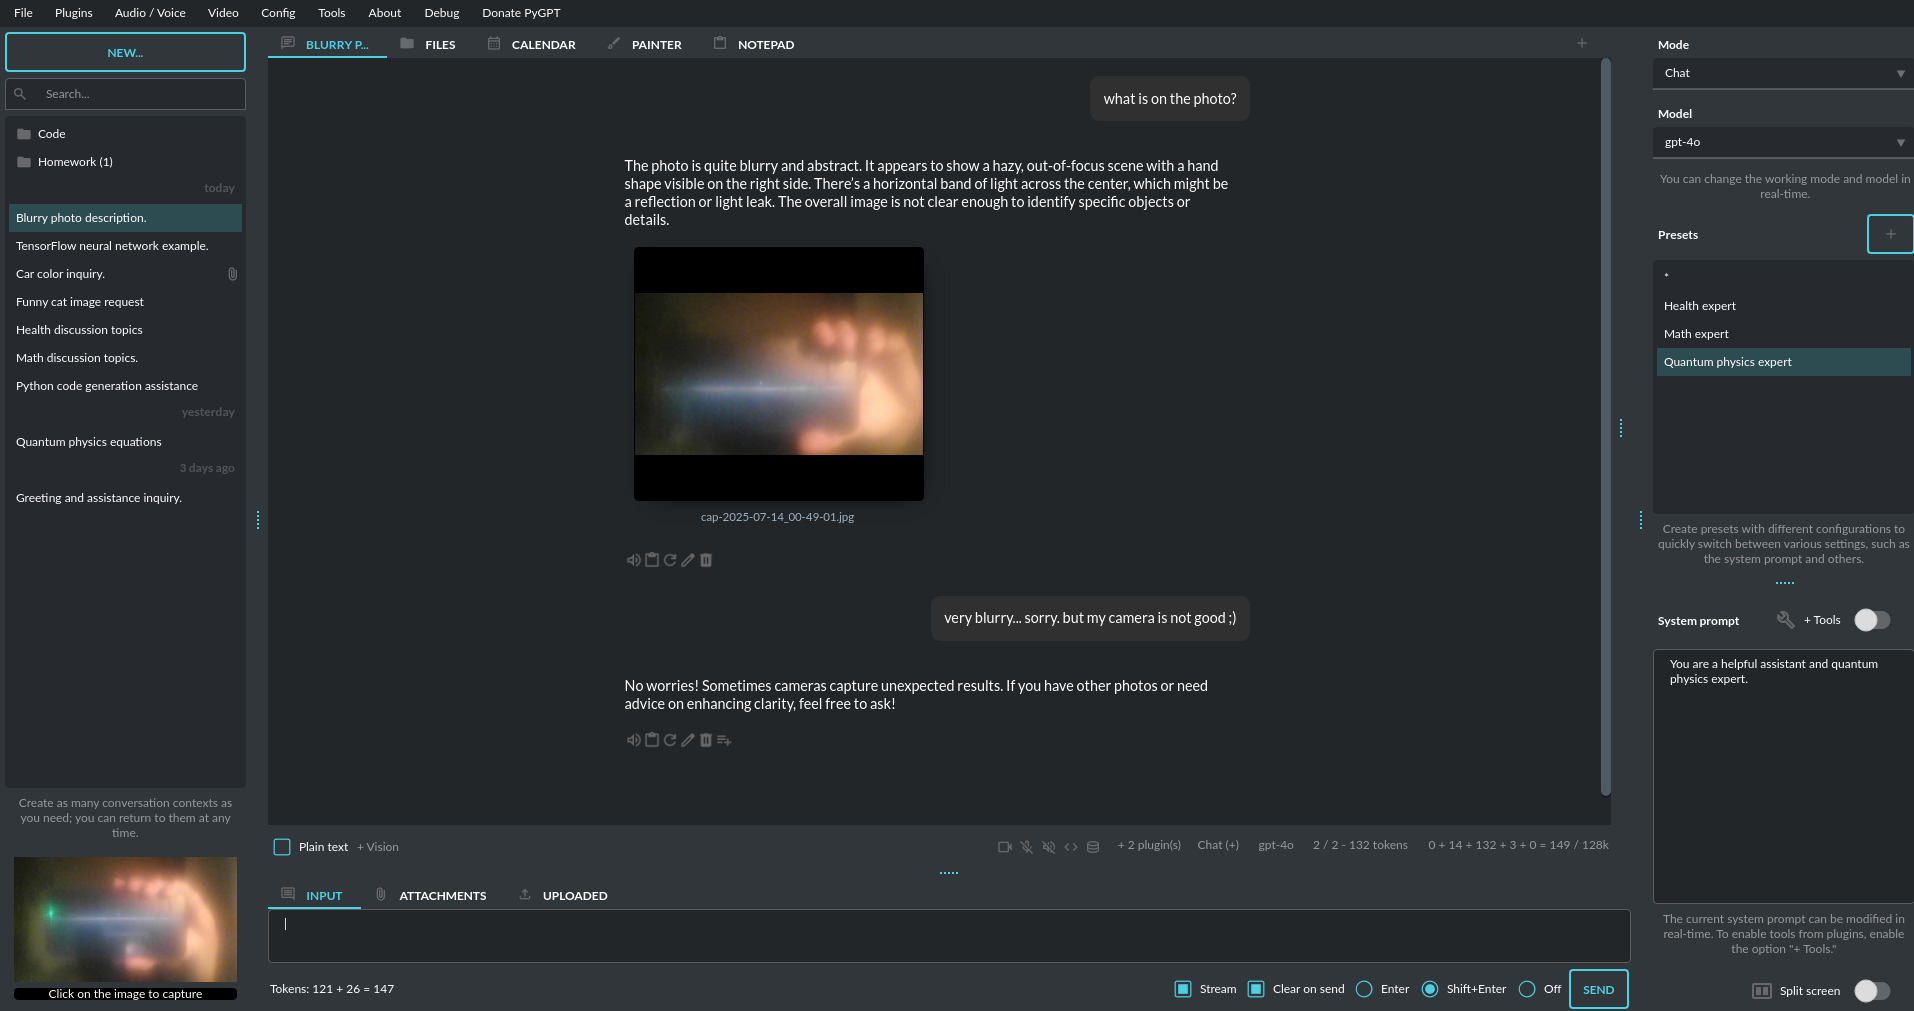 File Plugins Audio / Voice Video Config Tools About Debug Donate PyGPT
NEW...
Search...
Code
Homework (1)
today
Blurry photo description.
TensorFlow neural network example.
Car color inquiry.
Funny cat image request
Health discussion topics
Math discussion topics.
Python code generation assistance
yesterday
Quantum physics equations
3 days ago
Greeting and assistance inquiry.
Create as many conversation contexts as
you need; you can return to them at any
time.
Click on the image to capture
BLURRY P... FILES CALENDAR PAINTER NOTEPAD
what is on the photo?
The photo is quite blurry and abstract. It appears to show a hazy, out-of-focus scene with a hand
shape visible on the right side. There's a horizontal band of light across the center, which might be
a reflection or light leak. The overall image is not clear enough to identify specific objects or
details.
cap-2025-07-14_00-49-01.jpg
very blurry... sorry. but my camera is not good ;)
No worries! Sometimes cameras capture unexpected results. If you have other photos or need
advice on enhancing clarity, feel free to ask!
Plain text + Vision + 2 plugin(s) Chat (+) gpt-4o 2 / 2 - 132 tokens 0 + 14 + 132 + 3 + 0 = 149 / 128k
INPUT ATTACHMENTS UPLOADED
Tokens: 121 + 26 = 147 Stream Clear on send Enter Shift+Enter Off SEND
Mode
Chat
Model
gpt-4o
You can change the working mode and model in
real-time.
Presets +
*
Health expert
Math expert
Quantum physics expert
Create presets with different configurations to
quickly switch between various settings, such as
the system prompt and others.
System prompt + Tools
You are a helpful assistant and quantum
physics expert.
The current system prompt can be modified in
real-time. To enable tools from plugins, enable
the option "+ Tools."
Split screen